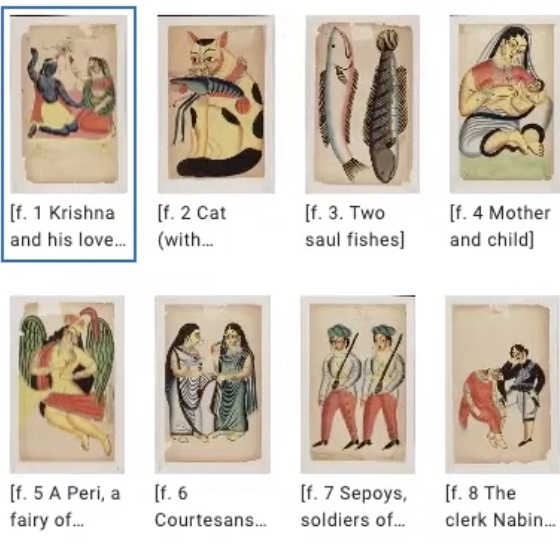 [f. 1 Krishna
and his love...
[f. 2 Cat
(with...
[f. 3. Two
saul fishes]
[f. 4 Mother
and child]
[f. 5 A Peri, a
fairy of...
[f. 6
Courtesans...
[f. 7 Sepoys,
soldiers of...
[f. 8 The
clerk Nabin...